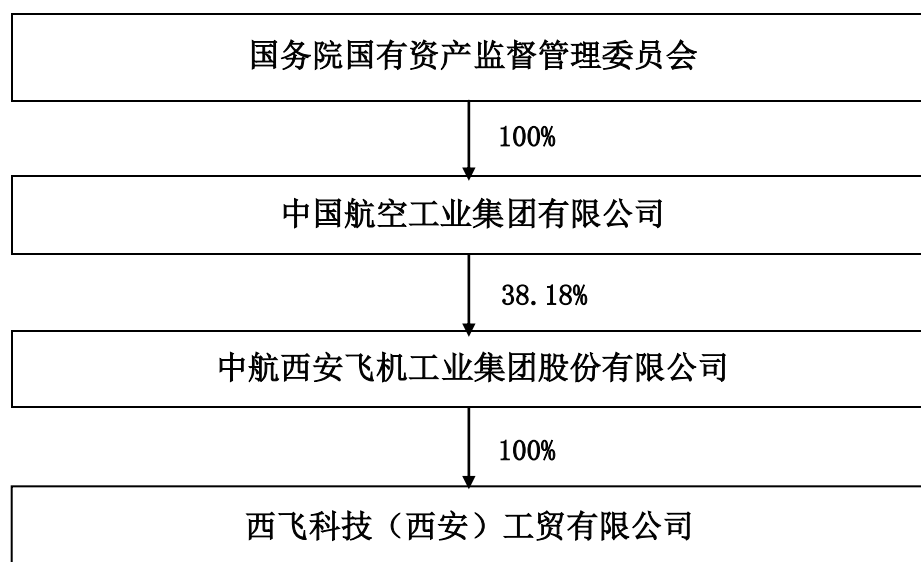 国务院国有资产监督管理委员会
100%
中国航空工业集团有限公司
38.18%
中航西安飞机工业集团股份有限公司
100%
西飞科技（西安）工贸有限公司